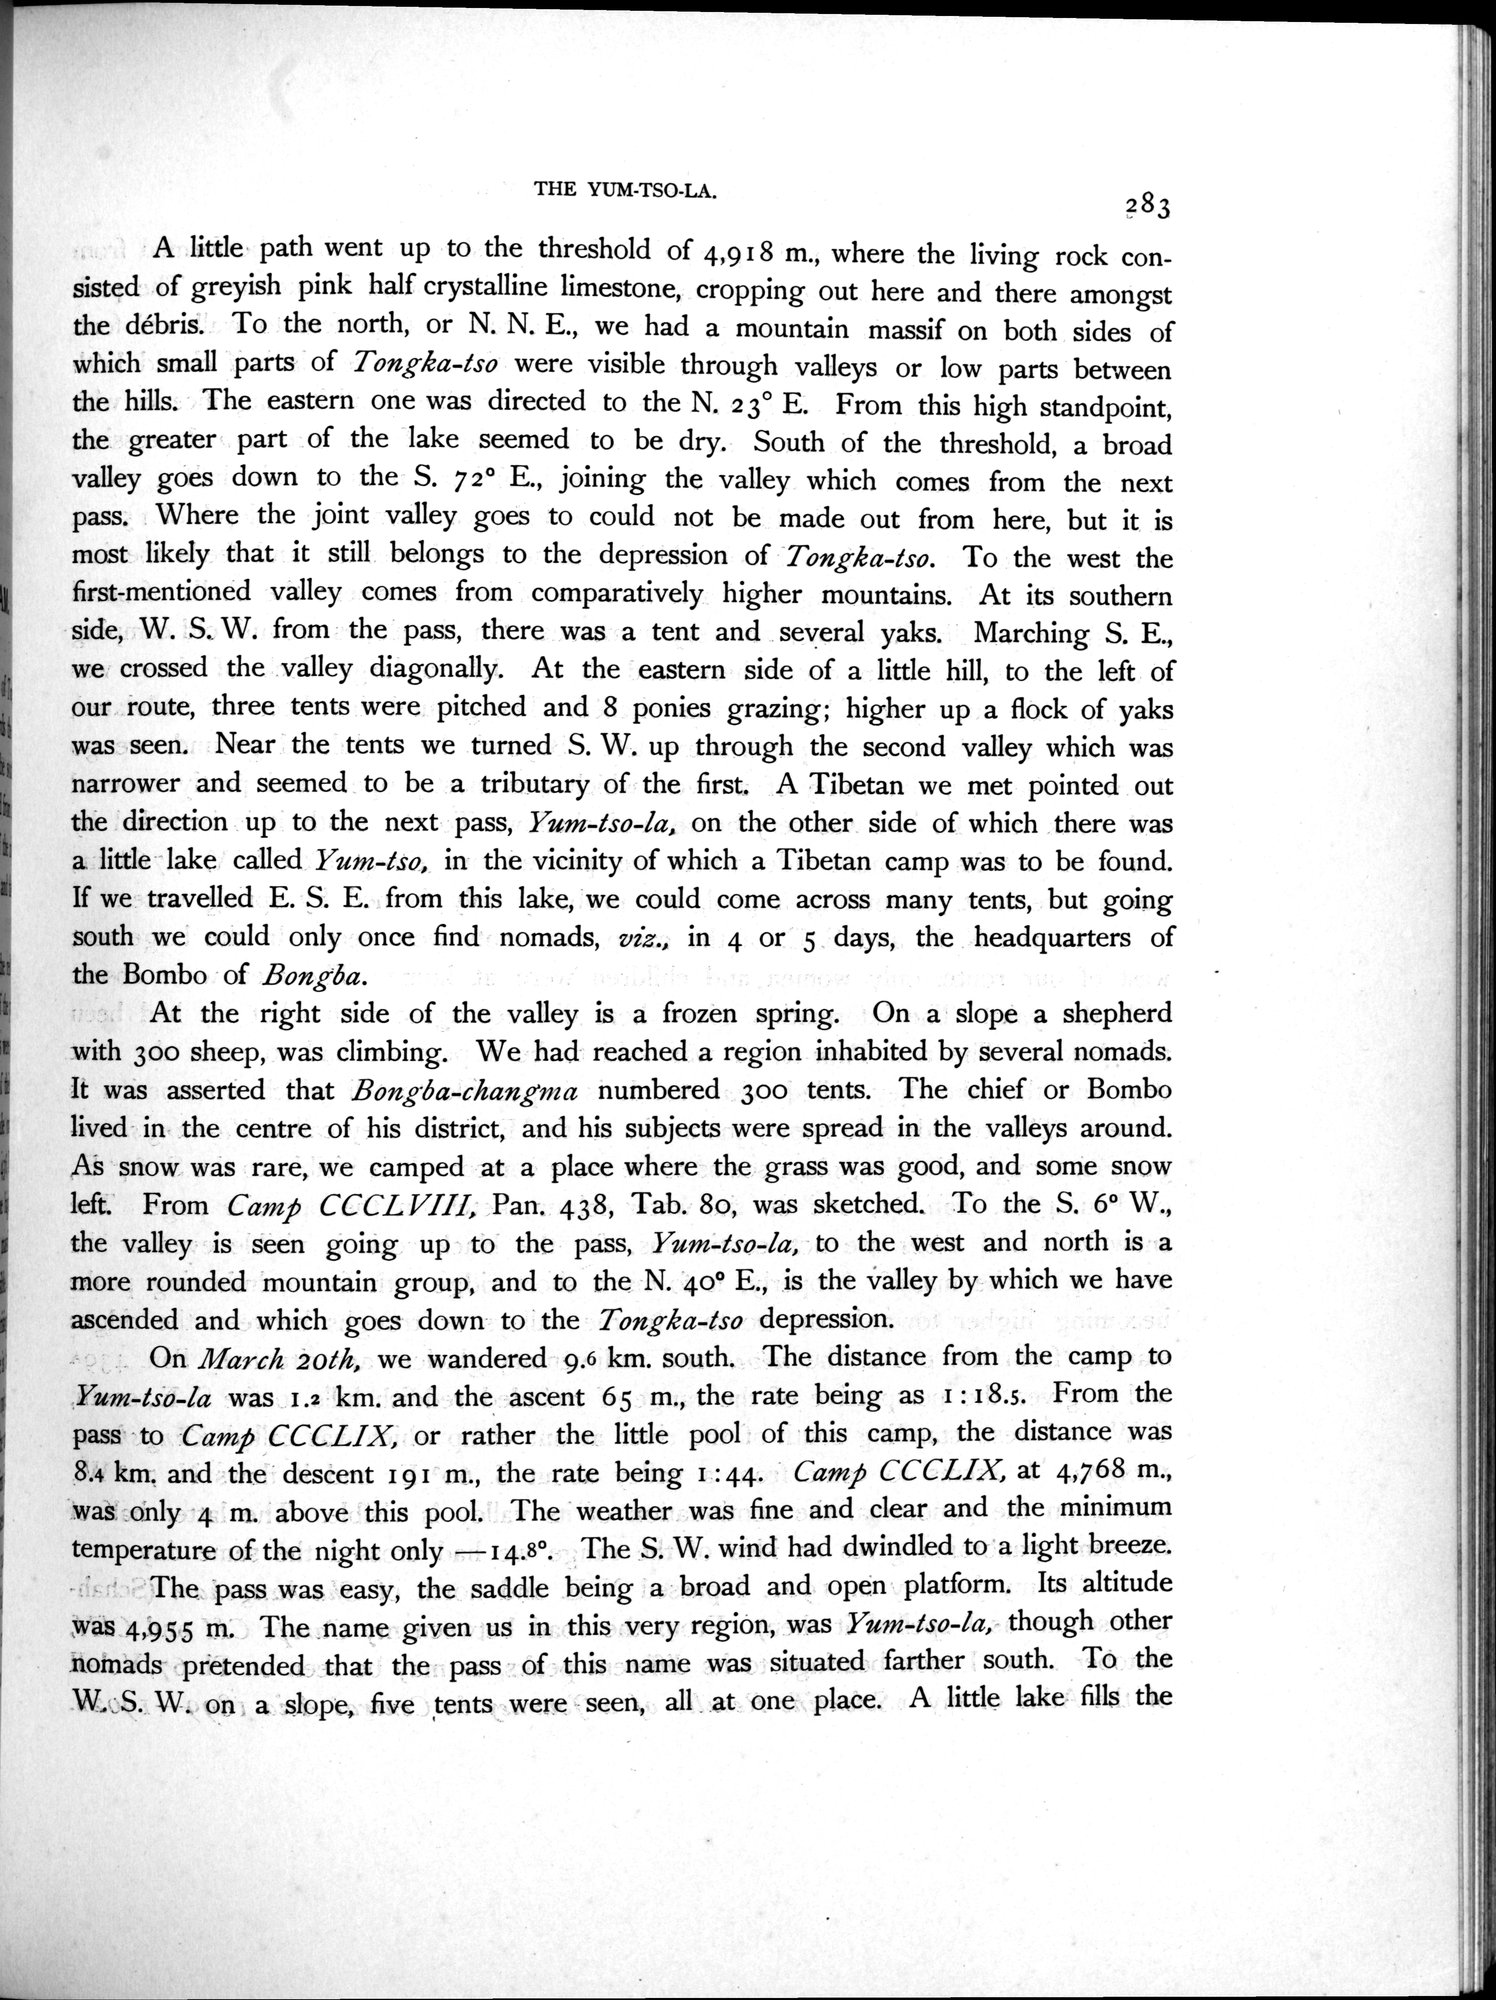 THE YUM-TSO-LA.
283
A little path went up to the threshold of 4,918 m., where the living rock con-
sisted of greyish pink half crystalline limestone, cropping out here and there amongst
the débris. To the north, or N. N. E., we had a mountain massif on both sides of
which small parts of Tongka-tso were visible through valleys or low parts between
the hills. The eastern one was directed to the N. 23° E. From this high standpoint,
the greater part of the lake seemed to be dry. South of the threshold, a broad
valley goes down to the S. 72° E., joining the valley which comes from the next
pass. Where the joint valley goes to could not be made out from here, but it is
most likely that it still belongs to the depression of Tongka-tso. To the west the
first-mentioned valley comes from comparatively higher mountains. At its southern
side, W. S. W. from the pass, there was a tent and several yaks. Marching S. E.,
we crossed the valley diagonally. At the eastern side of a little hill, to the left of
our route, three tents were pitched and 8 ponies grazing; higher up a flock of yaks
was seen. Near the tents we turned S. W. up through the second valley which was
narrower and seemed to be a tributary of the first. A Tibetan we met pointed out
the direction up to the next pass, Yum-tso-la, on the other side of which there was
a little lake called Yum-tso, in the vicinity of which a Tibetan camp was to be found.
If we travelled E. S. E. from this lake, we could come across many tents, but going
south we could only once find nomads, viz., in 4 or 5 days, the headquarters of
the Bombo of Bongba.
At the right side of the valley is a frozen spring. On a slope a shepherd
with 300 sheep, was climbing. We had reached a region inhabited by several nomads.
It was asserted that Bongba-changma numbered 300 tents. The chief or Bombo
lived in the centre of his district, and his subjects were spread in the valleys around.
As snow was rare, we camped at a place where the grass was good, and some snow
left. From Camp CCCLVIII, Pan. 438, Tab. 80, was sketched. To the S. 6° W.,
the valley is seen going up to the pass, Yum-tso-la, to the west and north is a
more rounded mountain group, and to the N. 40° E., is the valley by which we have
ascended and which goes down to the Tongka-tso depression.
On March 20th, we wandered 9.6 km. south. The distance from the camp to
Yum-tso-la was 1.2 km. and the ascent 65 m., the rate being as 1:18.5. From the
pass to Camp CCCLIX, or rather the little pool of this camp, the distance was
8.4 km. and the descent 191 m., the rate being 1:44. Camp CCCLIX, at 4,768 m.,
was only 4 m. above this pool. The weather was fine and clear and the minimum
temperature of the night only —14.8°. The S. W. wind had dwindled to a light breeze.
The pass was easy, the saddle being a broad and open platform. Its altitude
was 4,955 m. The name given us in this very region, was Yum-tso-la, though other
nomads pretended that the pass of this name was situated farther south. To the
W. S. W. on a slope, five tents were seen, all at one place. A little lake fills the